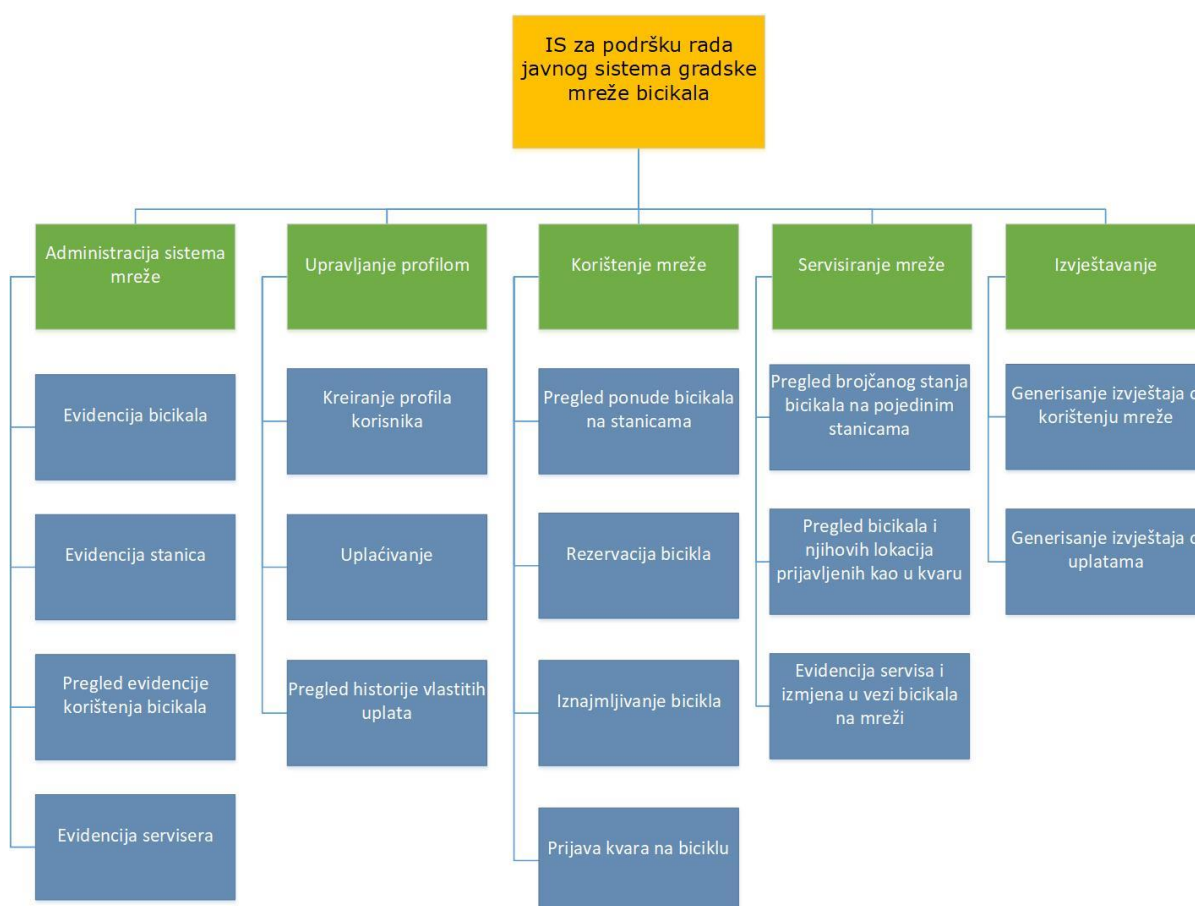 IS za podršku rada
javnog sistema gradske
mreže bicikala
Administracija sistema
mreže
Upravljanje profilom
Korištenje mreže
Servisiranje mreže
Izvještavanje
Evidencija bicikala
Evidencija stanica
Pregled evidencije
korištenja bicikala
Evidencija servisera
Kreiranje profila
korisnika
Uplaćivanje
Pregled historije vlastitih
uplata
Pregled ponude bicikala
na stanicama
Rezervacija bicikla
Iznajmljivanje bicikla
Prijava kvara na biciklu
Pregled brojčanog stanja
bicikala na pojedinim
stanicama
Pregled bicikala i
njihovih lokacija
prijavljenih kao u kvaru
Evidencija servisa i
izmjena u vezi bicikala
na mreži
Generisanje izvještaja o
korištenju mreže
Generisanje izvještaja o
uplatama